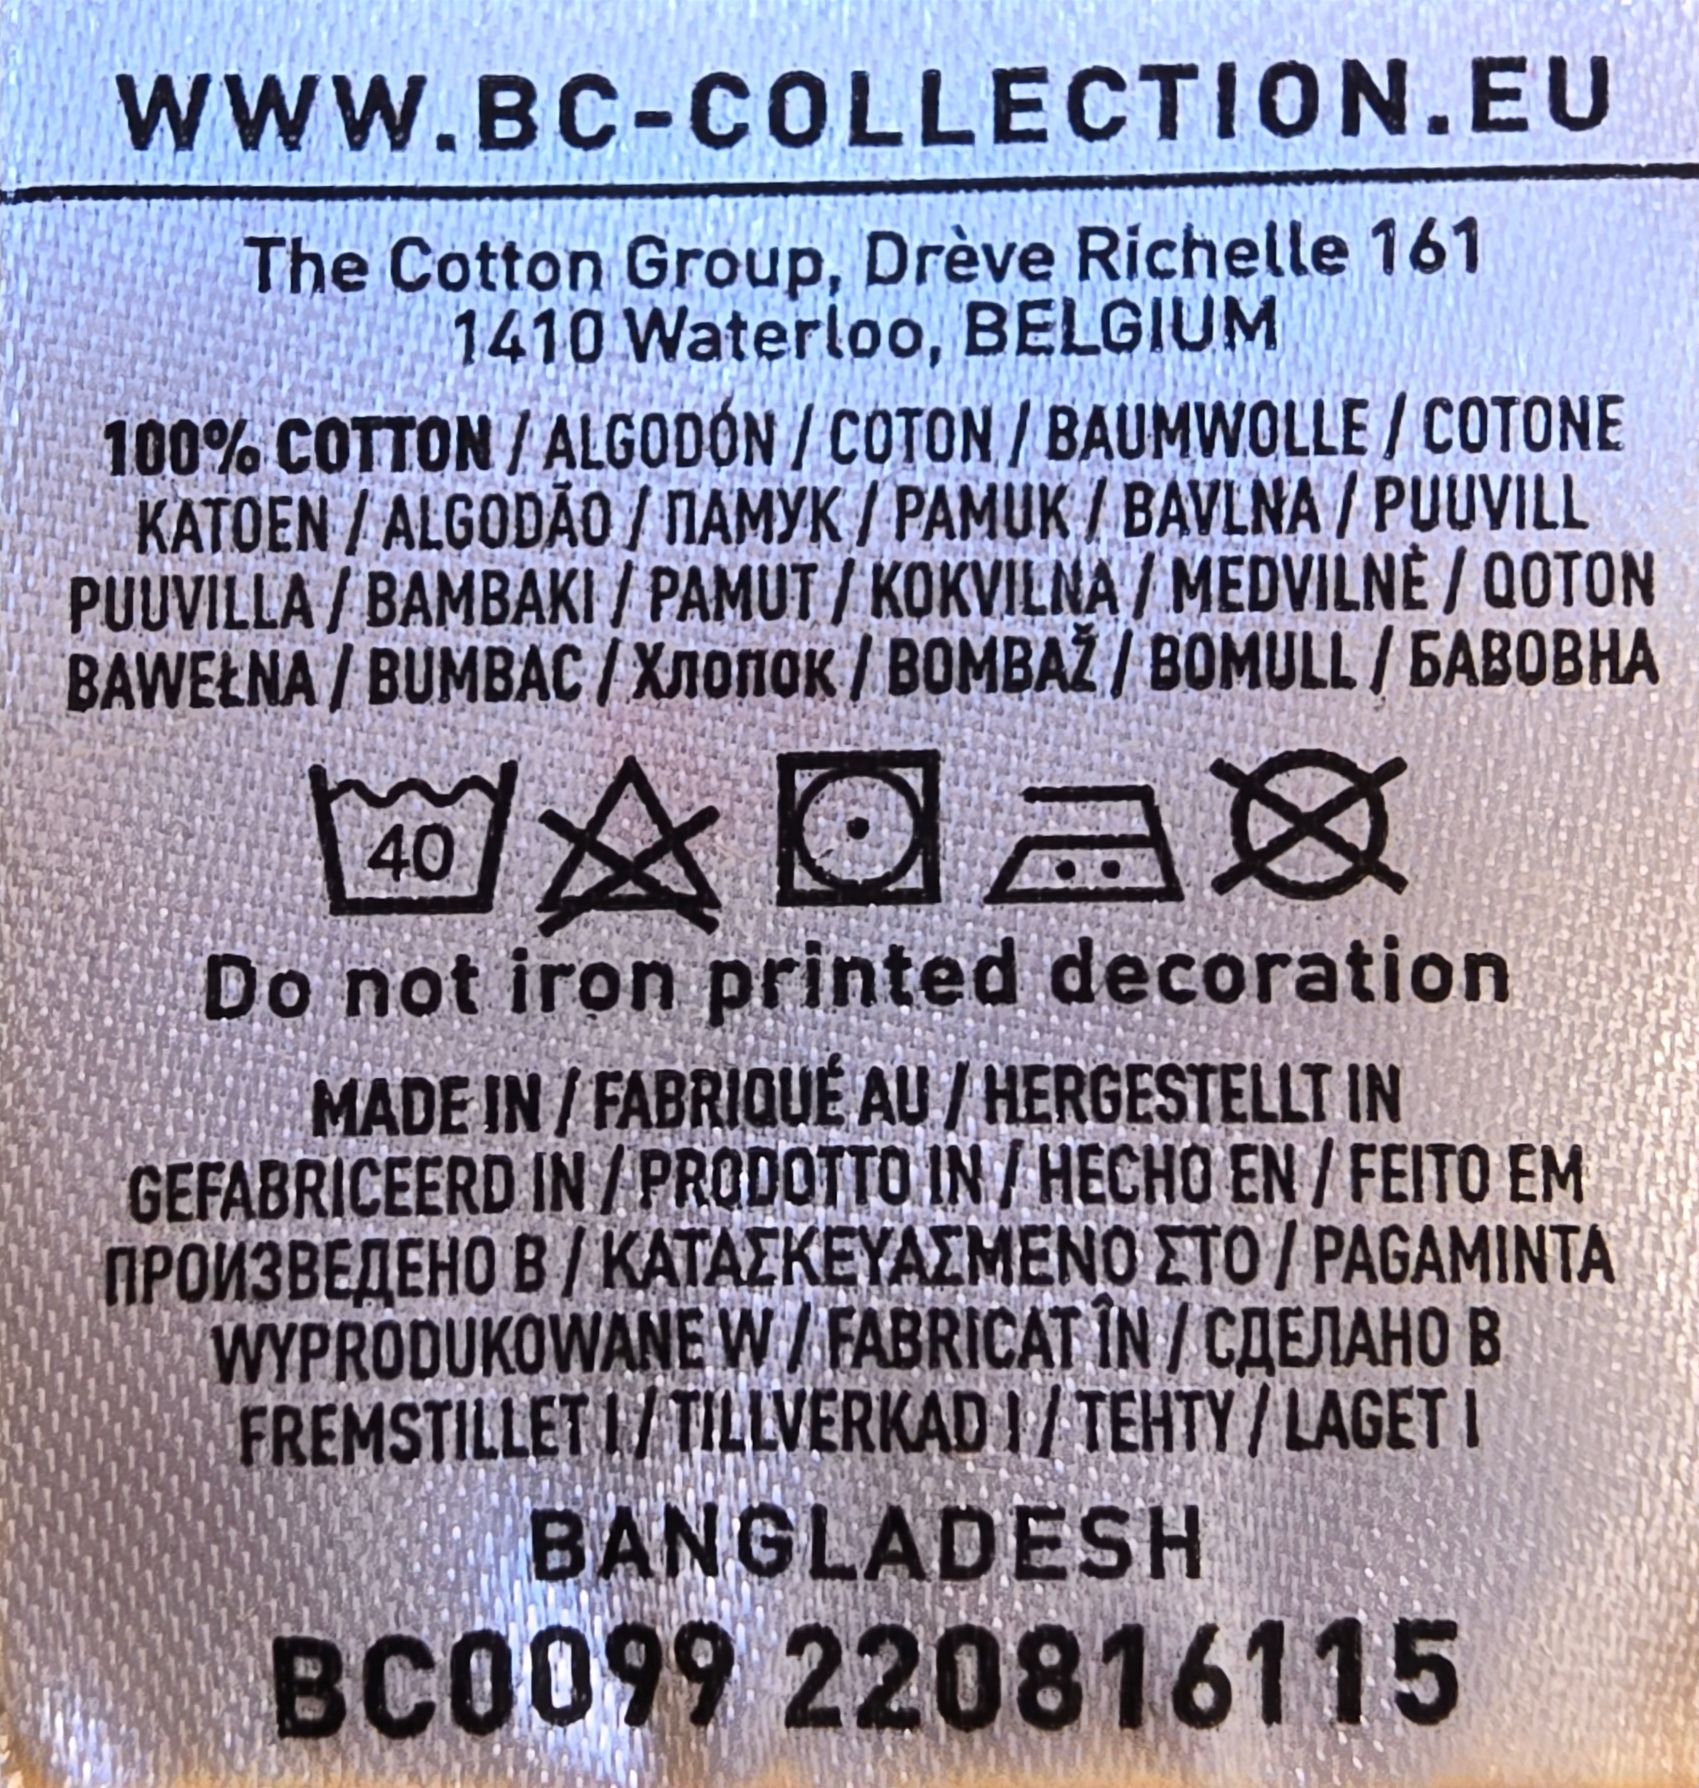 WWW.BC-COLLECTION.EU
The Cotton Group, Drève Richelle 161
1410 Waterloo, BELGIUM
100% COTTON / ALGODÓN / COTON / BAUMWOLLE / COTONE
KATOEN / ALGODÃO / ПАМУК / PAMUK / BAVLNA / PUUVILL
PUUVILLA / BAMBAKI / PAMUT / KOKVILNA / MEDVILNĖ / QOTON
BAWEŁNA / BUMBAC / Хлопок / BOMBAŽ / BOMULL / БАВОВНА
40
Do not iron printed decoration
MADE IN / FABRIQUÉ AU / HERGESTELLT IN
GEFABRICEERD IN / PRODOTTO IN / HECHO EN / FEITO EM
ПРОИЗВЕДЕНО В / ΚΑΤΑΣΚΕΥΑΣΜΕΝΟ ΣΤΟ / PAGAMINTA
WYPRODUKOWANE W / FABRICAT ÎN / СДЕЛАНО В
FREMSTILLET I / TILLVERKAD I / TEHTY / LAGET I
BANGLADESH
BC0099 220816115